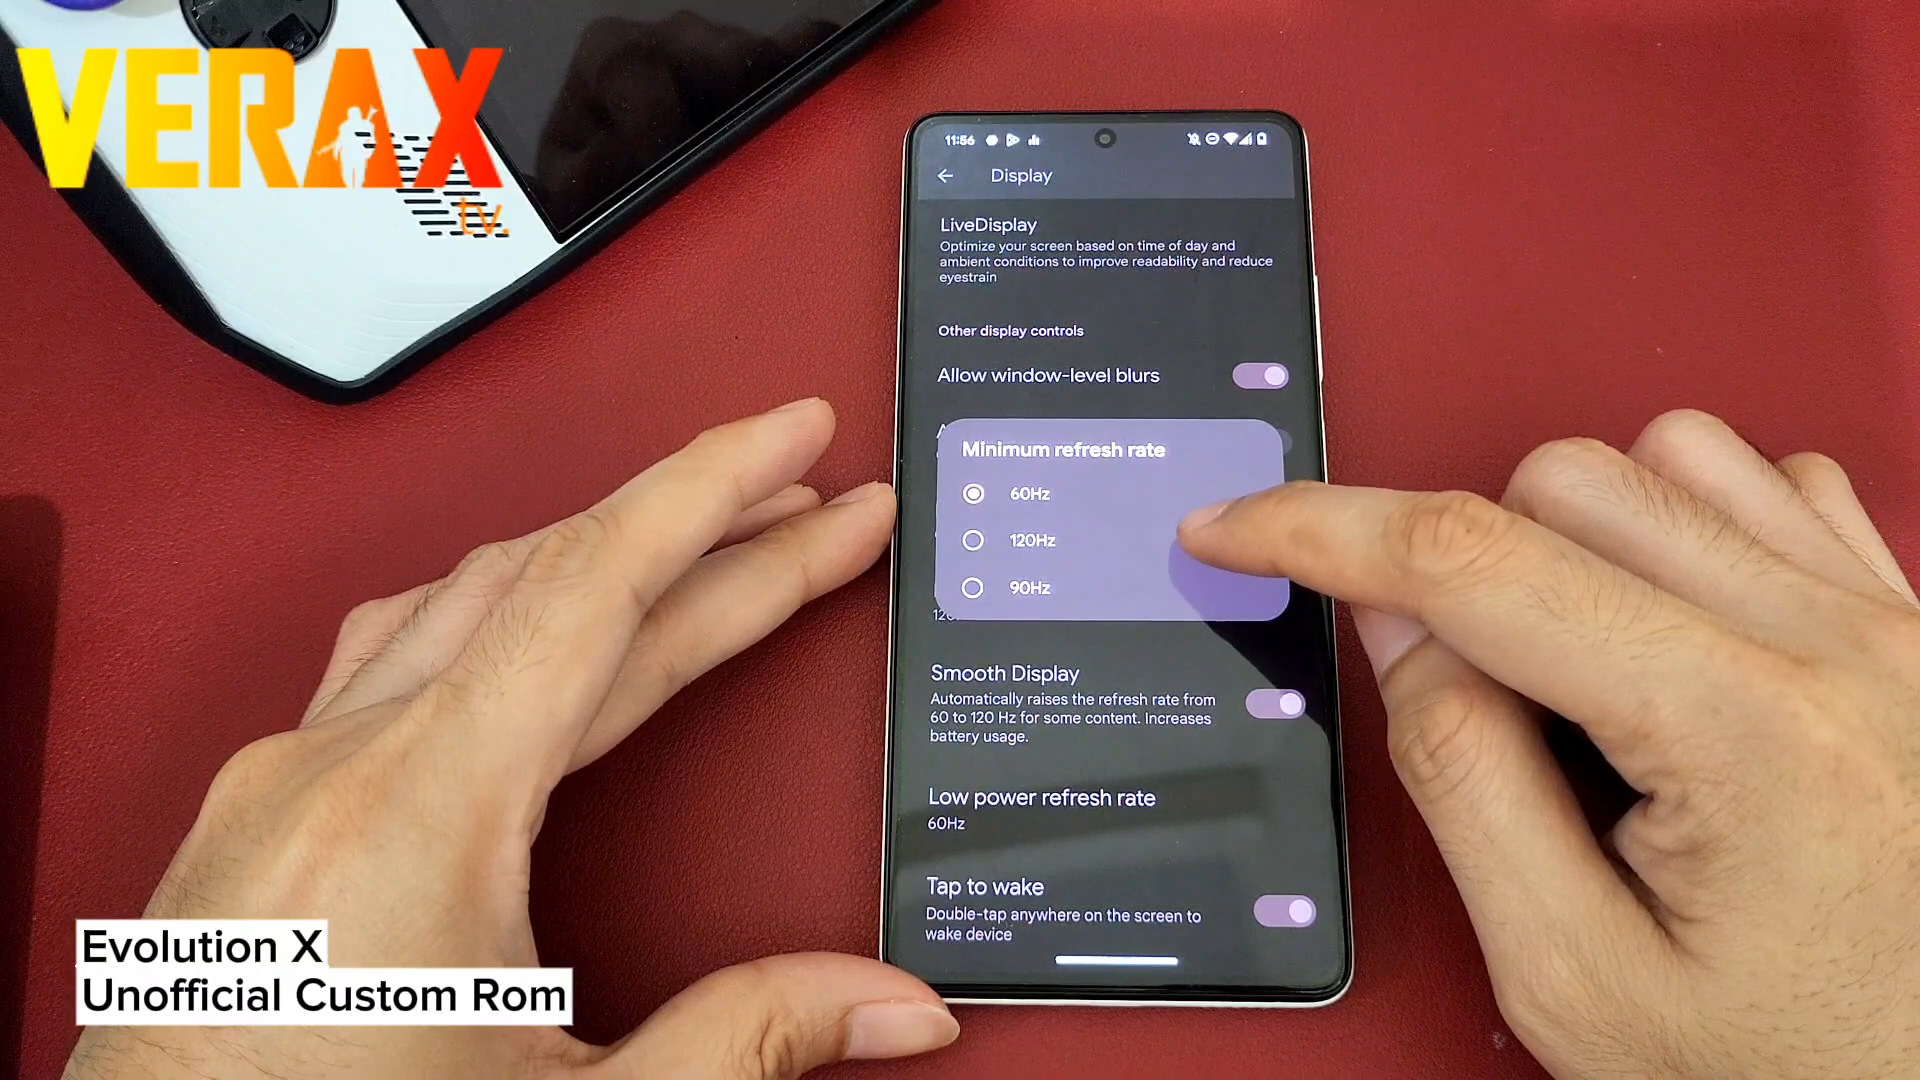 VERAX
tv.
11:56
Display
LiveDisplay
Optimize your screen based on time of day and
ambient conditions to improve readability and reduce
eyestrain
Other display controls
Allow window-level blurs
A
Minimum refresh rate
60Hz
120Hz
90Hz
Smooth Display
Automatically raises the refresh rate from
60 to 120 Hz for some content. Increases
battery usage.
Low power refresh rate
60Hz
Tap to wake
Double-tap anywhere on the screen to
wake device
Evolution X
Unofficial Custom Rom